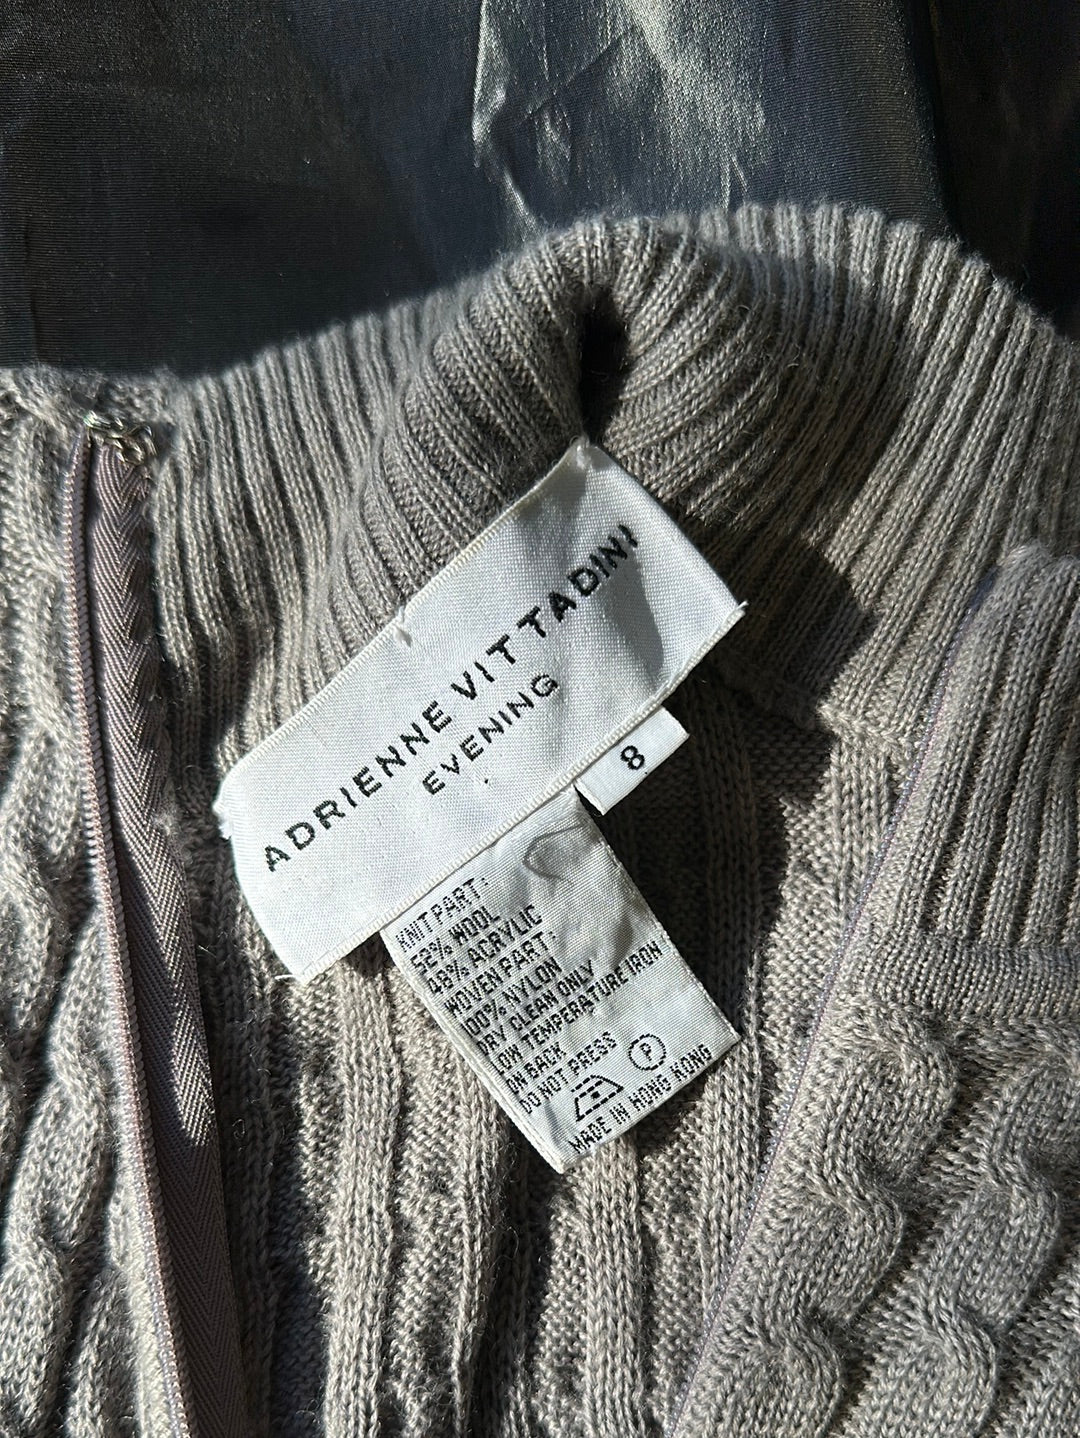 ADRIENNE VITTADINI
EVENING
8
KNIT PART:
52% WOOL
48% ACRYLIC
WOVEN PART:
100% NYLON
DRY CLEAN ONLY
LOW TEMPERATURE IRON
ON BACK
DO NOT PRESS
P
MADE IN HONG KONG